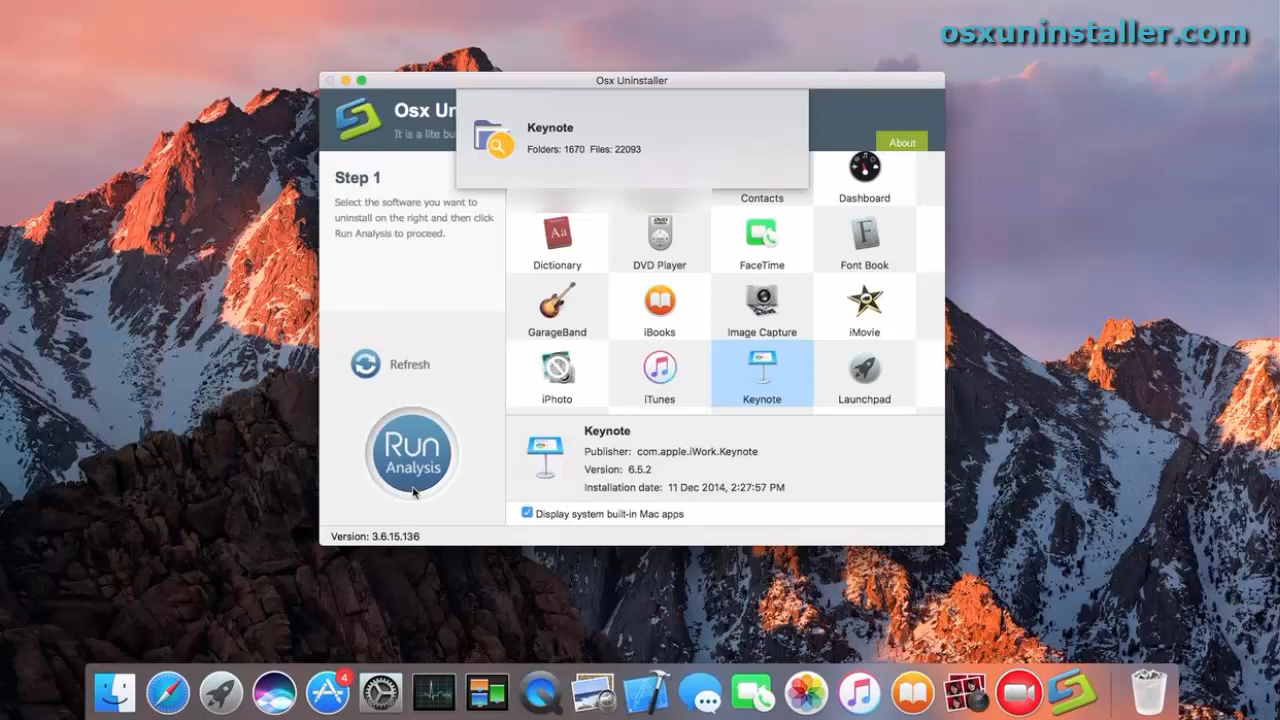 osxuninstaller.com
Osx Uninstaller
Osx Un
It is a lite bu
Keynote
Folders: 1670 Files: 22093
About
Step 1
Select the software you want to
uninstall on the right and then click
Run Analysis to proceed.
Refresh
Run
Analysis
Contacts
Dashboard
Aa
DVD
F
Dictionary
DVD Player
FaceTime
Font Book
GarageBand
iBooks
Image Capture
iMovie
iPhoto
iTunes
Keynote
Launchpad
Keynote
Publisher: com.apple.iWork.Keynote
Version: 6.5.2
Installation date: 11 Dec 2014, 2:27:57 PM
Display system built-in Mac apps
Version: 3.6.15.136
4